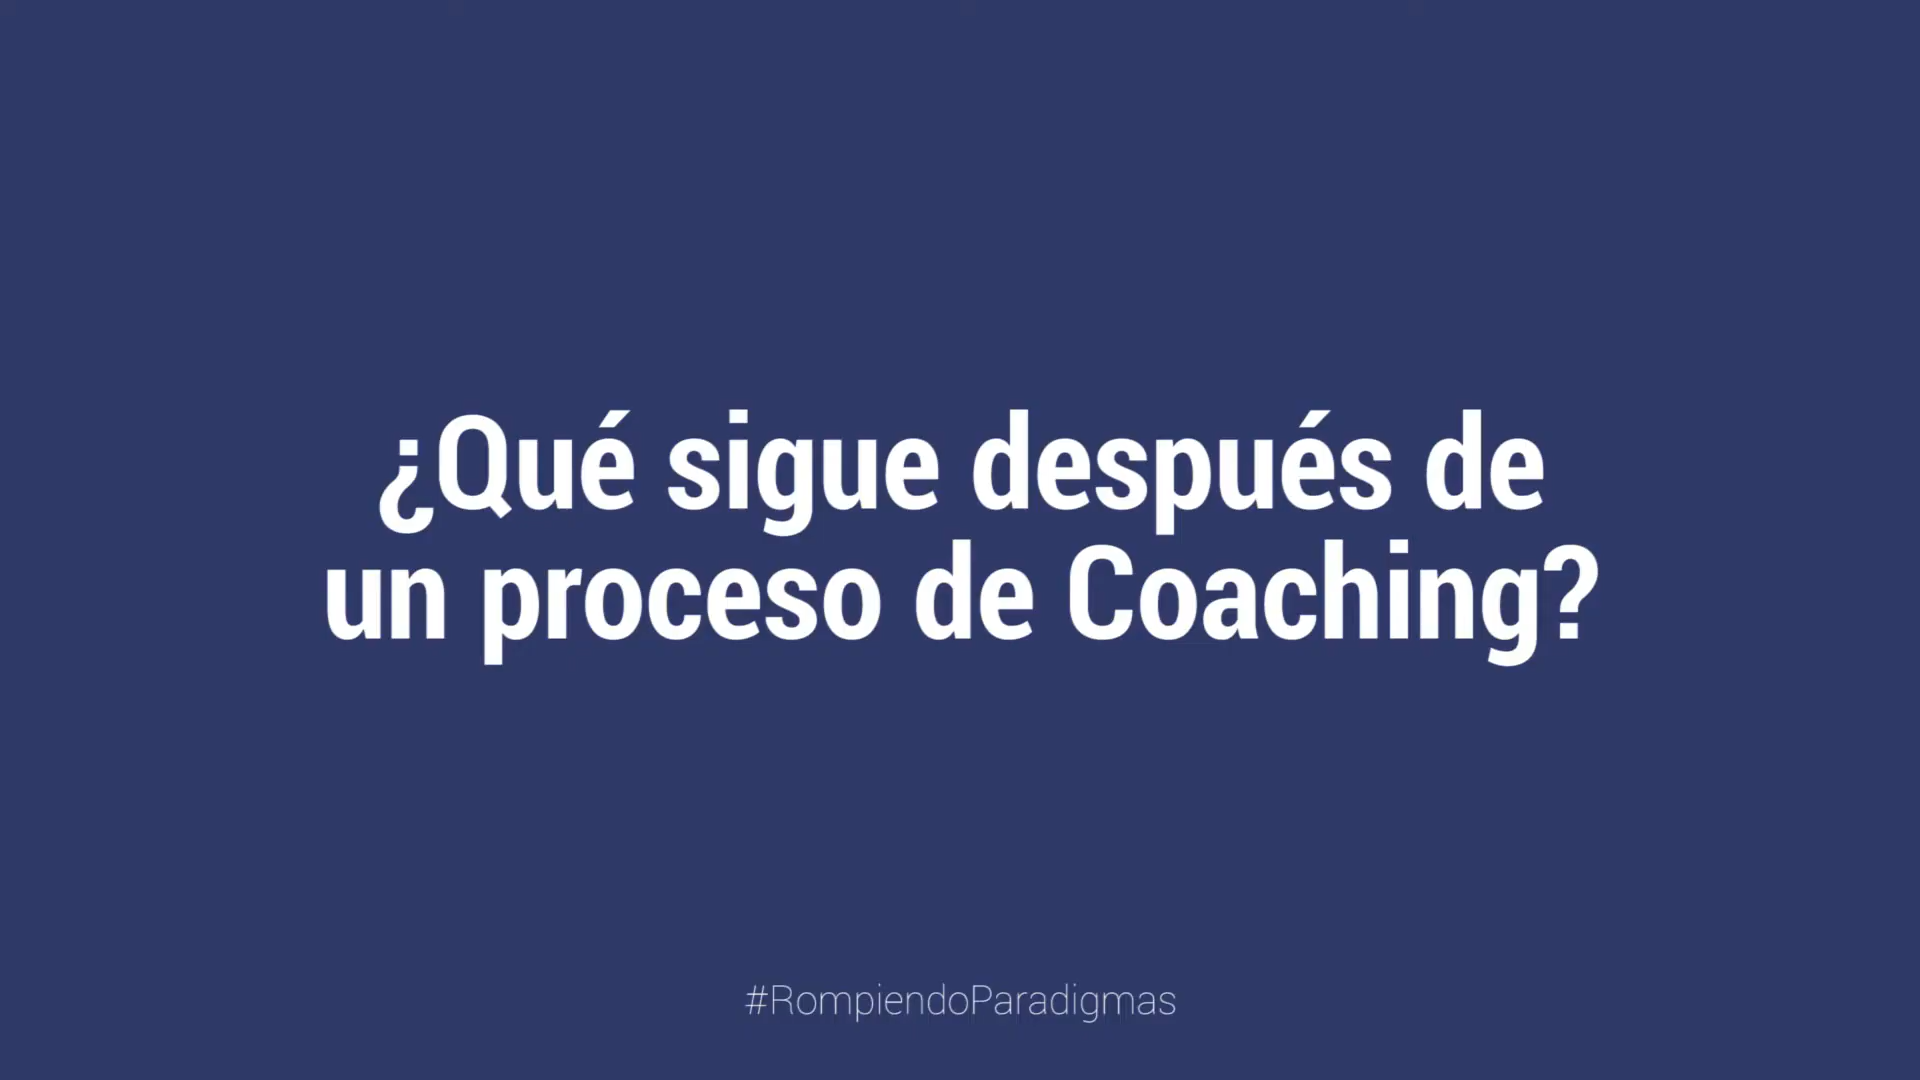 ¿Qué sigue después de
un proceso de Coaching?
#RompiendoParadigmas